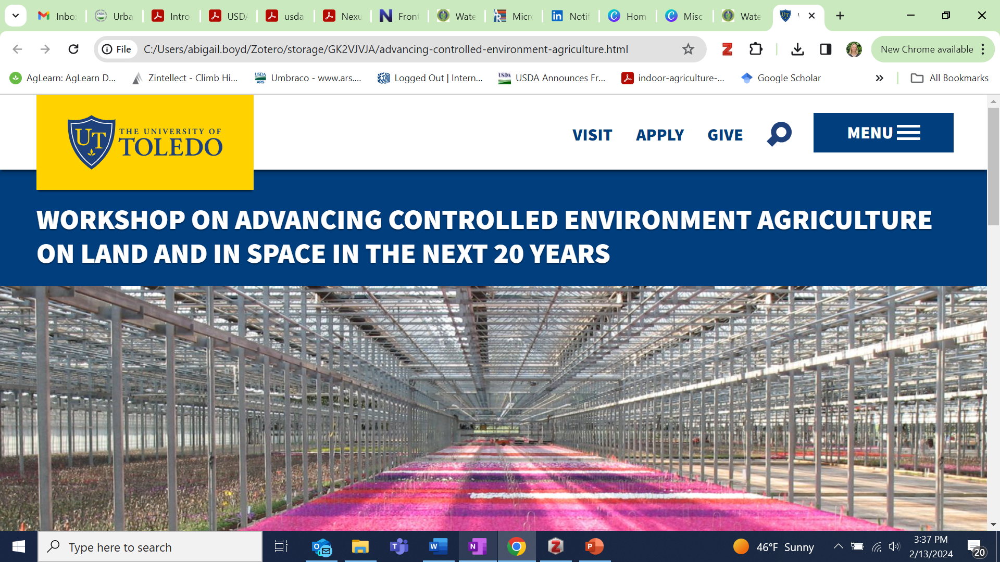 Inbo
Urba
Intro
USDA
usda
Nexu
Front
Wate
Micro
Notif
Hom
Misc
Wate
File
C:/Users/abigail.boyd/Zotero/storage/GK2VJVJA/advancing-controlled-environment-agriculture.html
New Chrome available
AgLearn: AgLearn D...
Zintellect - Climb Hi...
Umbraco - www.ars....
Logged Out | Intern...
USDA Announces Fr...
indoor-agriculture-...
Google Scholar
All Bookmarks
UT
THE UNIVERSITY OF
TOLEDO
VISIT
APPLY
GIVE
MENU
WORKSHOP ON ADVANCING CONTROLLED ENVIRONMENT AGRICULTURE
ON LAND AND IN SPACE IN THE NEXT 20 YEARS
Type here to search
46°F Sunny
3:37 PM
2/13/2024
20